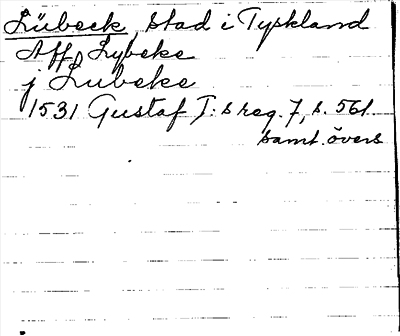 Lübeck, stad i Tyskland
Aff Lybeke
j Lubeke
1531 Gustaf I:s reg. 7, s. 561
samt. övers